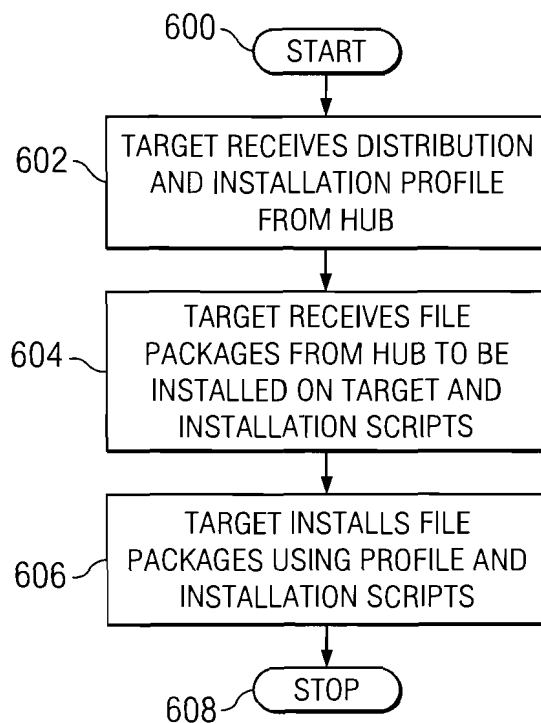 600
START
602
TARGET RECEIVES DISTRIBUTION
AND INSTALLATION PROFILE
FROM HUB
604
TARGET RECEIVES FILE
PACKAGES FROM HUB TO BE
INSTALLED ON TARGET AND
INSTALLATION SCRIPTS
606
TARGET INSTALLS FILE
PACKAGES USING PROFILE AND
INSTALLATION SCRIPTS
608
STOP